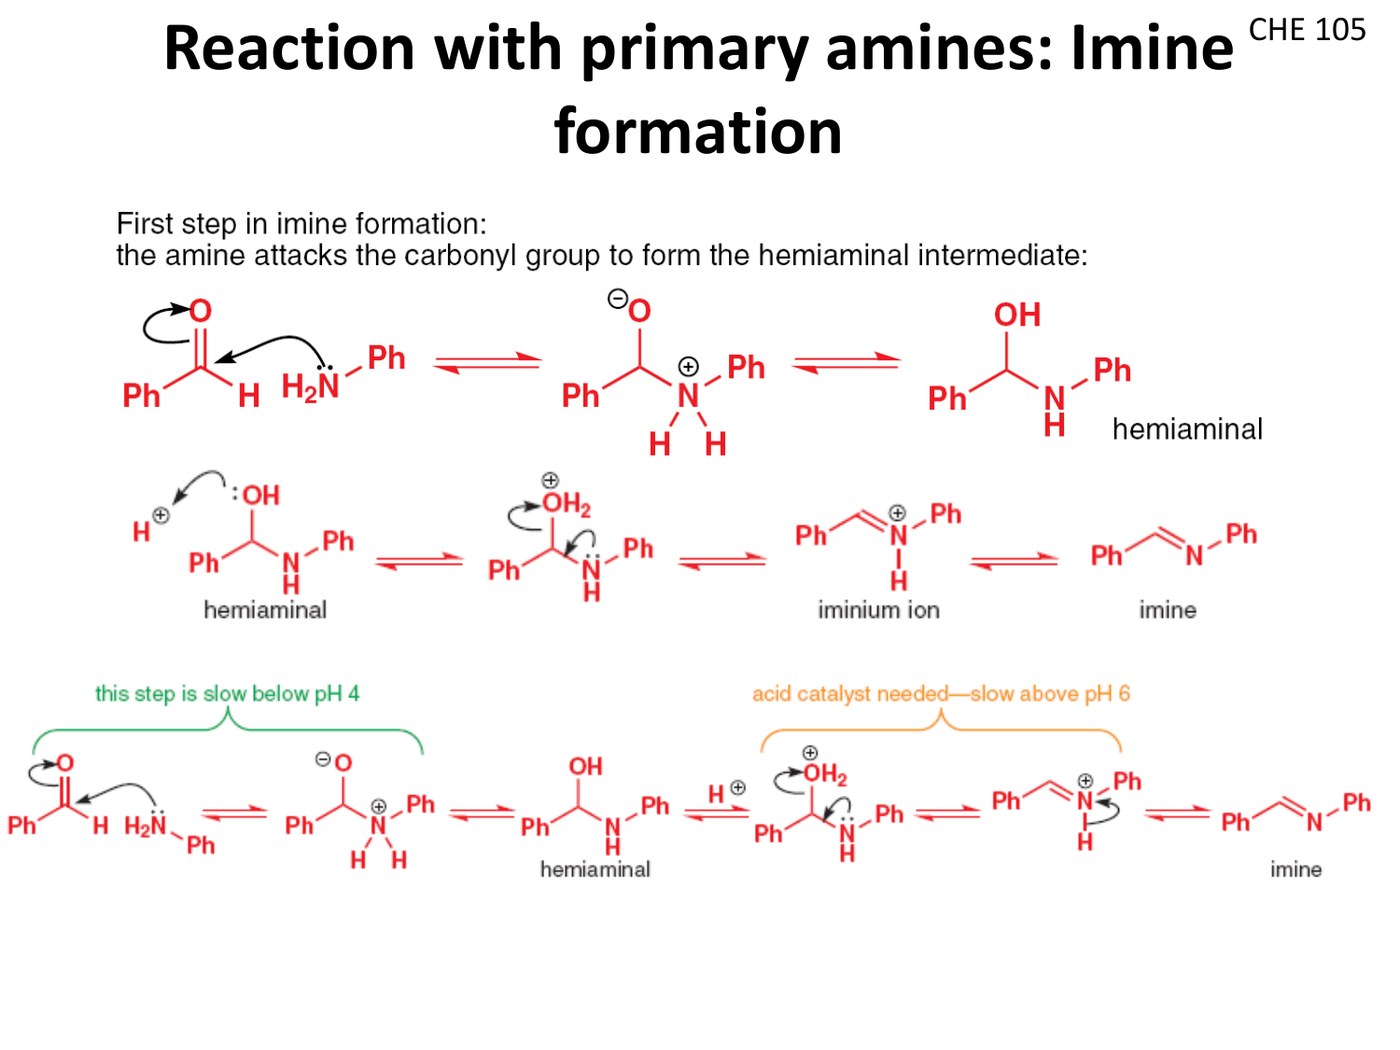 Reaction with primary amines: Imine
formation
CHE 105
First step in imine formation:
the amine attacks the carbonyl group to form the hemiaminal intermediate:
O Ph H H₂N Ph
⊖O Ph ⊕ N Ph H H
OH Ph N H Ph
hemiaminal
H⊕ :OH Ph N H Ph
⊕ OH₂ Ph N H Ph
Ph ⊕ N Ph H
Ph N Ph
hemiaminal
iminium ion
imine
this step is slow below pH 4
acid catalyst needed—slow above pH 6
O Ph H H₂N Ph
⊖O Ph ⊕ N Ph H H
OH Ph N H Ph
H⊕
⊕ OH₂ Ph N H Ph
Ph ⊕ N Ph H
Ph N Ph
hemiaminal
imine